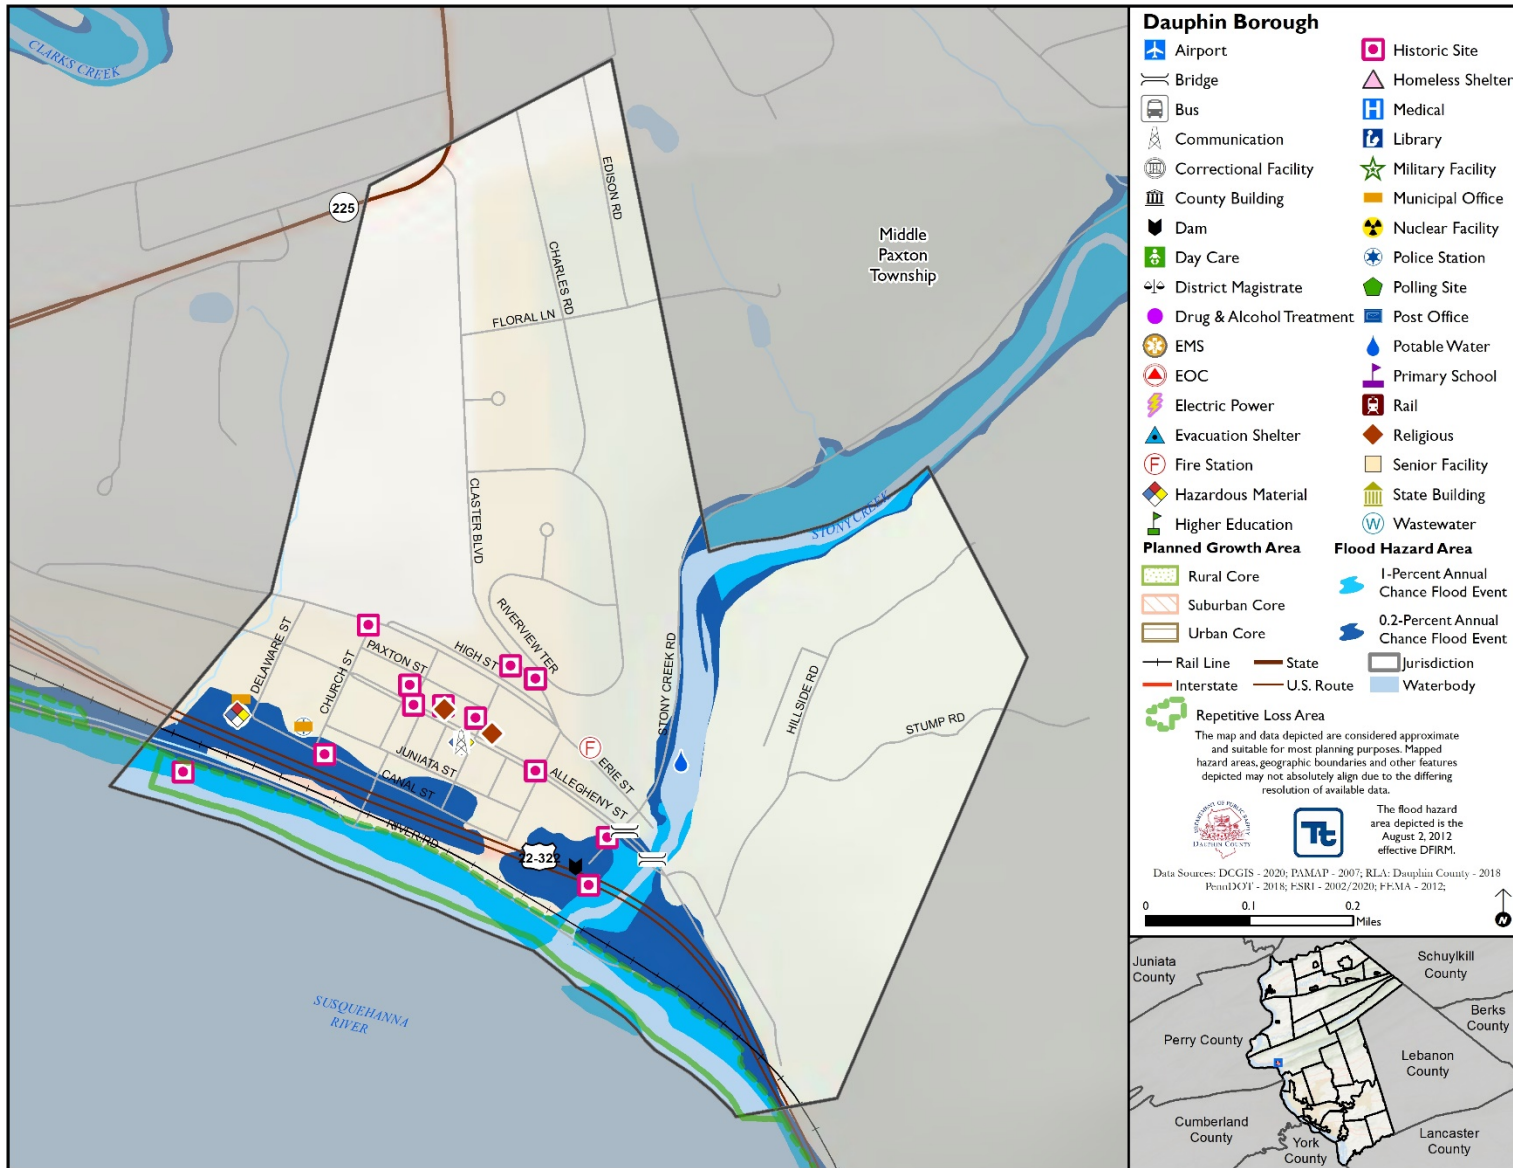 CLARKS CREEK
225
EDISON RD
CHARLES RD
FLORAL LN
Middle
Paxton
Township
CLASTER BLVD
STONY CREEK
RIVERVIEW TER
DELAWARE ST
CHURCH ST
PAXTON ST
HIGH ST
STONY CREEK RD
HILLSIDE RD
STUMP RD
JUNIATA ST
CANAL ST
F
ERIE ST
ALLEGHENY ST
RIVER RD
22-322
SUSQUEHANNA
RIVER
Dauphin Borough
Airport
Bridge
Bus
Communication
Correctional Facility
County Building
Dam
Day Care
District Magistrate
Drug & Alcohol Treatment
EMS
EOC
Electric Power
Evacuation Shelter
F Fire Station
Hazardous Material
Higher Education
Historic Site
Homeless Shelter
H Medical
Library
Military Facility
Municipal Office
Nuclear Facility
Police Station
Polling Site
Post Office
Potable Water
Primary School
Rail
Religious
Senior Facility
State Building
W Wastewater
Planned Growth Area
Rural Core
Suburban Core
Urban Core
Flood Hazard Area
1-Percent Annual
Chance Flood Event
0.2-Percent Annual
Chance Flood Event
Rail Line
State
Jurisdiction
Interstate
U.S. Route
Waterbody
Repetitive Loss Area
The map and data depicted are considered approximate
and suitable for most planning purposes. Mapped
hazard areas, geographic boundaries and other features
depicted may not absolutely align due to the differing
resolution of available data.
DEPARTMENT OF PUBLIC SAFETY
DAUPHIN COUNTY
Tt
The flood hazard
area depicted is the
August 2, 2012
effective DFIRM.
Data Sources: DCGIS - 2020; PAMAP - 2007; RLA: Dauphin County - 2018
PennDOT - 2018; ESRI - 2002/2020; FEMA - 2012;
0 0.1 0.2
Miles
N
Juniata
County
Schuylkill
County
Berks
County
Perry County
Lebanon
County
Cumberland
County
York
County
Lancaster
County